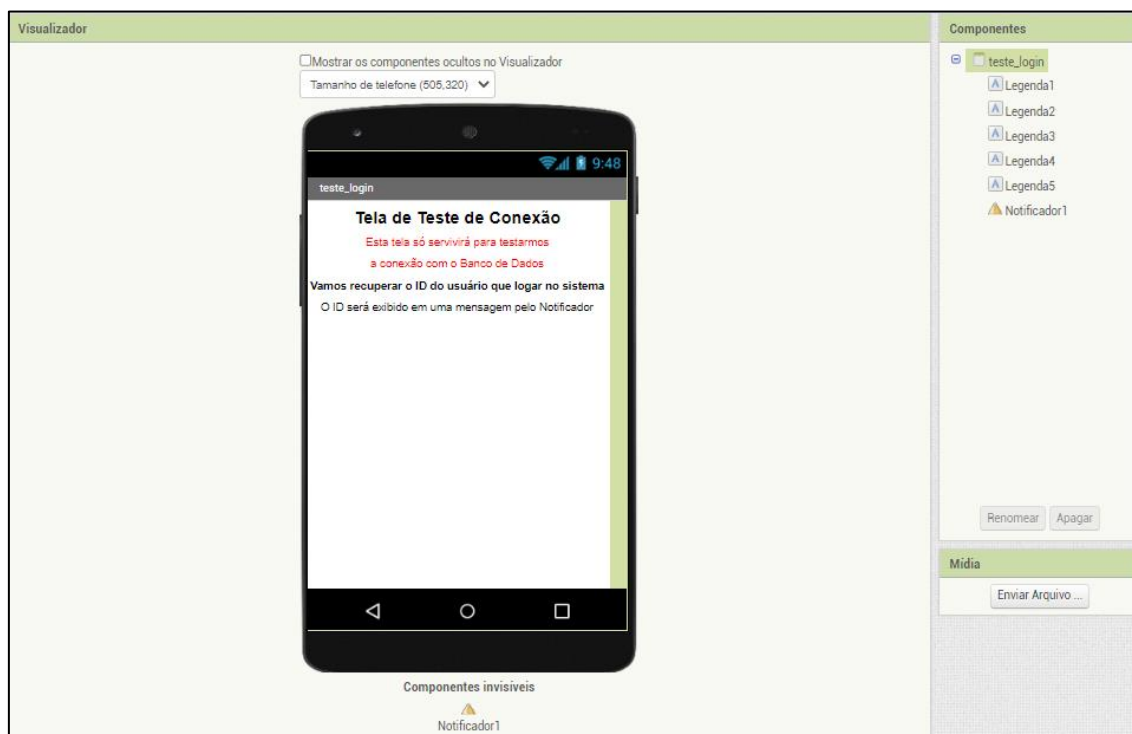 Visualizador
Mostrar os componentes ocultos no Visualizador
Tamanho de telefone (505,320)
9:48
teste_login
Tela de Teste de Conexão
Esta tela só servivirá para testarmos
a conexão com o Banco de Dados
Vamos recuperar o ID do usuário que logar no sistema
O ID será exibido em uma mensagem pelo Notificador
Componentes invisíveis
Notificador1
Componentes
teste_login
Legenda1
Legenda2
Legenda3
Legenda4
Legenda5
Notificador1
Renomear Apagar
Mídia
Enviar Arquivo ...